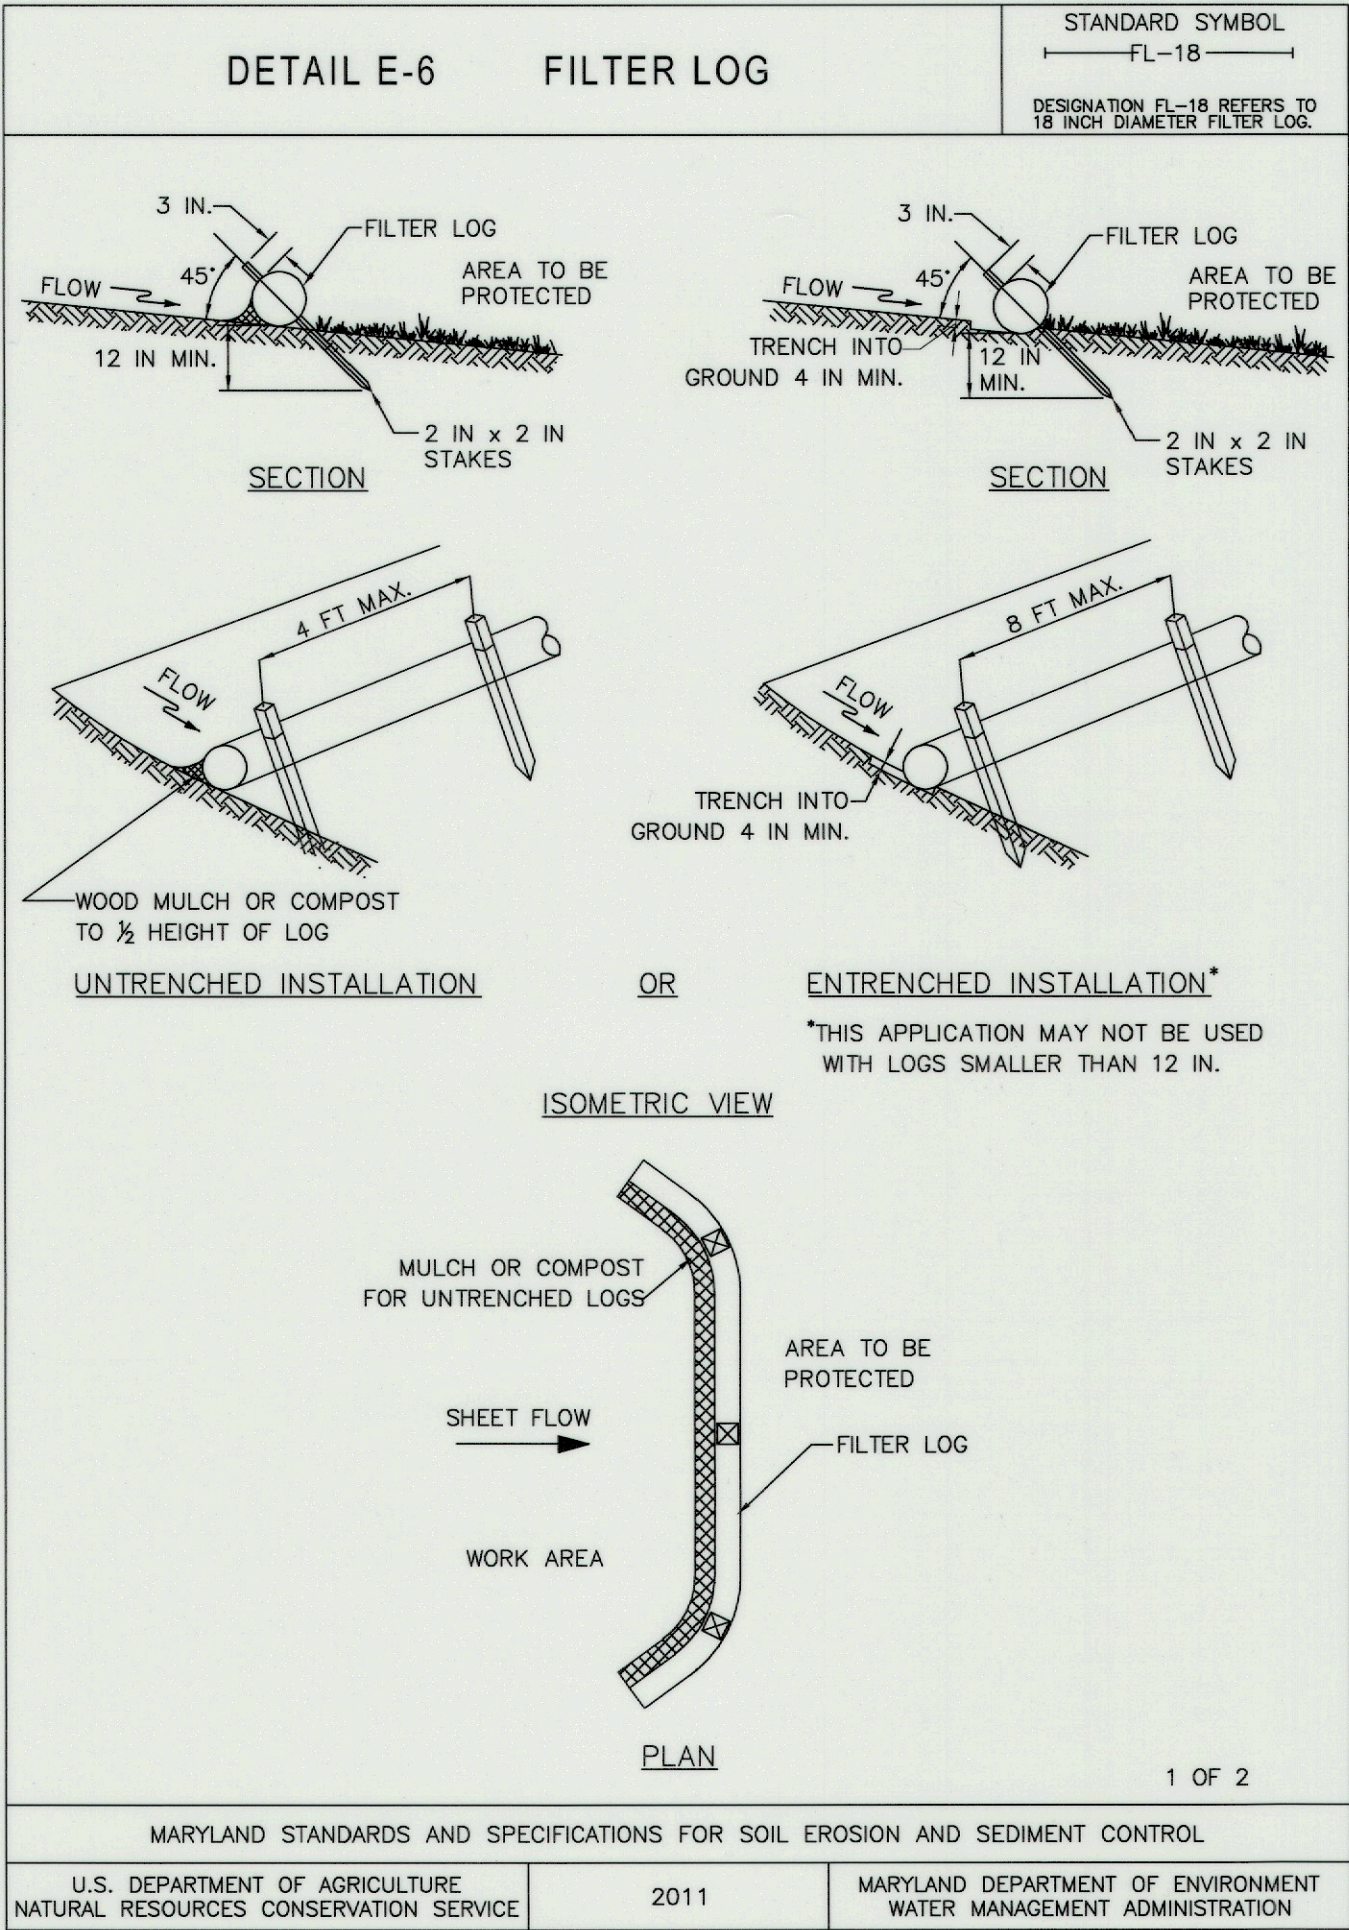 DETAIL E-6 FILTER LOG
STANDARD SYMBOL
FL-18
DESIGNATION FL-18 REFERS TO
18 INCH DIAMETER FILTER LOG.
3 IN.
FILTER LOG
45°
FLOW
AREA TO BE
PROTECTED
12 IN MIN.
2 IN x 2 IN
STAKES
SECTION
3 IN.
FILTER LOG
45°
FLOW
AREA TO BE
PROTECTED
TRENCH INTO
GROUND 4 IN MIN.
12 IN
MIN.
2 IN x 2 IN
STAKES
SECTION
4 FT MAX.
FLOW
WOOD MULCH OR COMPOST
TO ½ HEIGHT OF LOG
8 FT MAX.
FLOW
TRENCH INTO
GROUND 4 IN MIN.
UNTRENCHED INSTALLATION
OR
ENTRENCHED INSTALLATION*
*THIS APPLICATION MAY NOT BE USED
WITH LOGS SMALLER THAN 12 IN.
ISOMETRIC VIEW
MULCH OR COMPOST
FOR UNTRENCHED LOGS
AREA TO BE
PROTECTED
SHEET FLOW
FILTER LOG
WORK AREA
PLAN
1 OF 2
MARYLAND STANDARDS AND SPECIFICATIONS FOR SOIL EROSION AND SEDIMENT CONTROL
U.S. DEPARTMENT OF AGRICULTURE
NATURAL RESOURCES CONSERVATION SERVICE
2011
MARYLAND DEPARTMENT OF ENVIRONMENT
WATER MANAGEMENT ADMINISTRATION